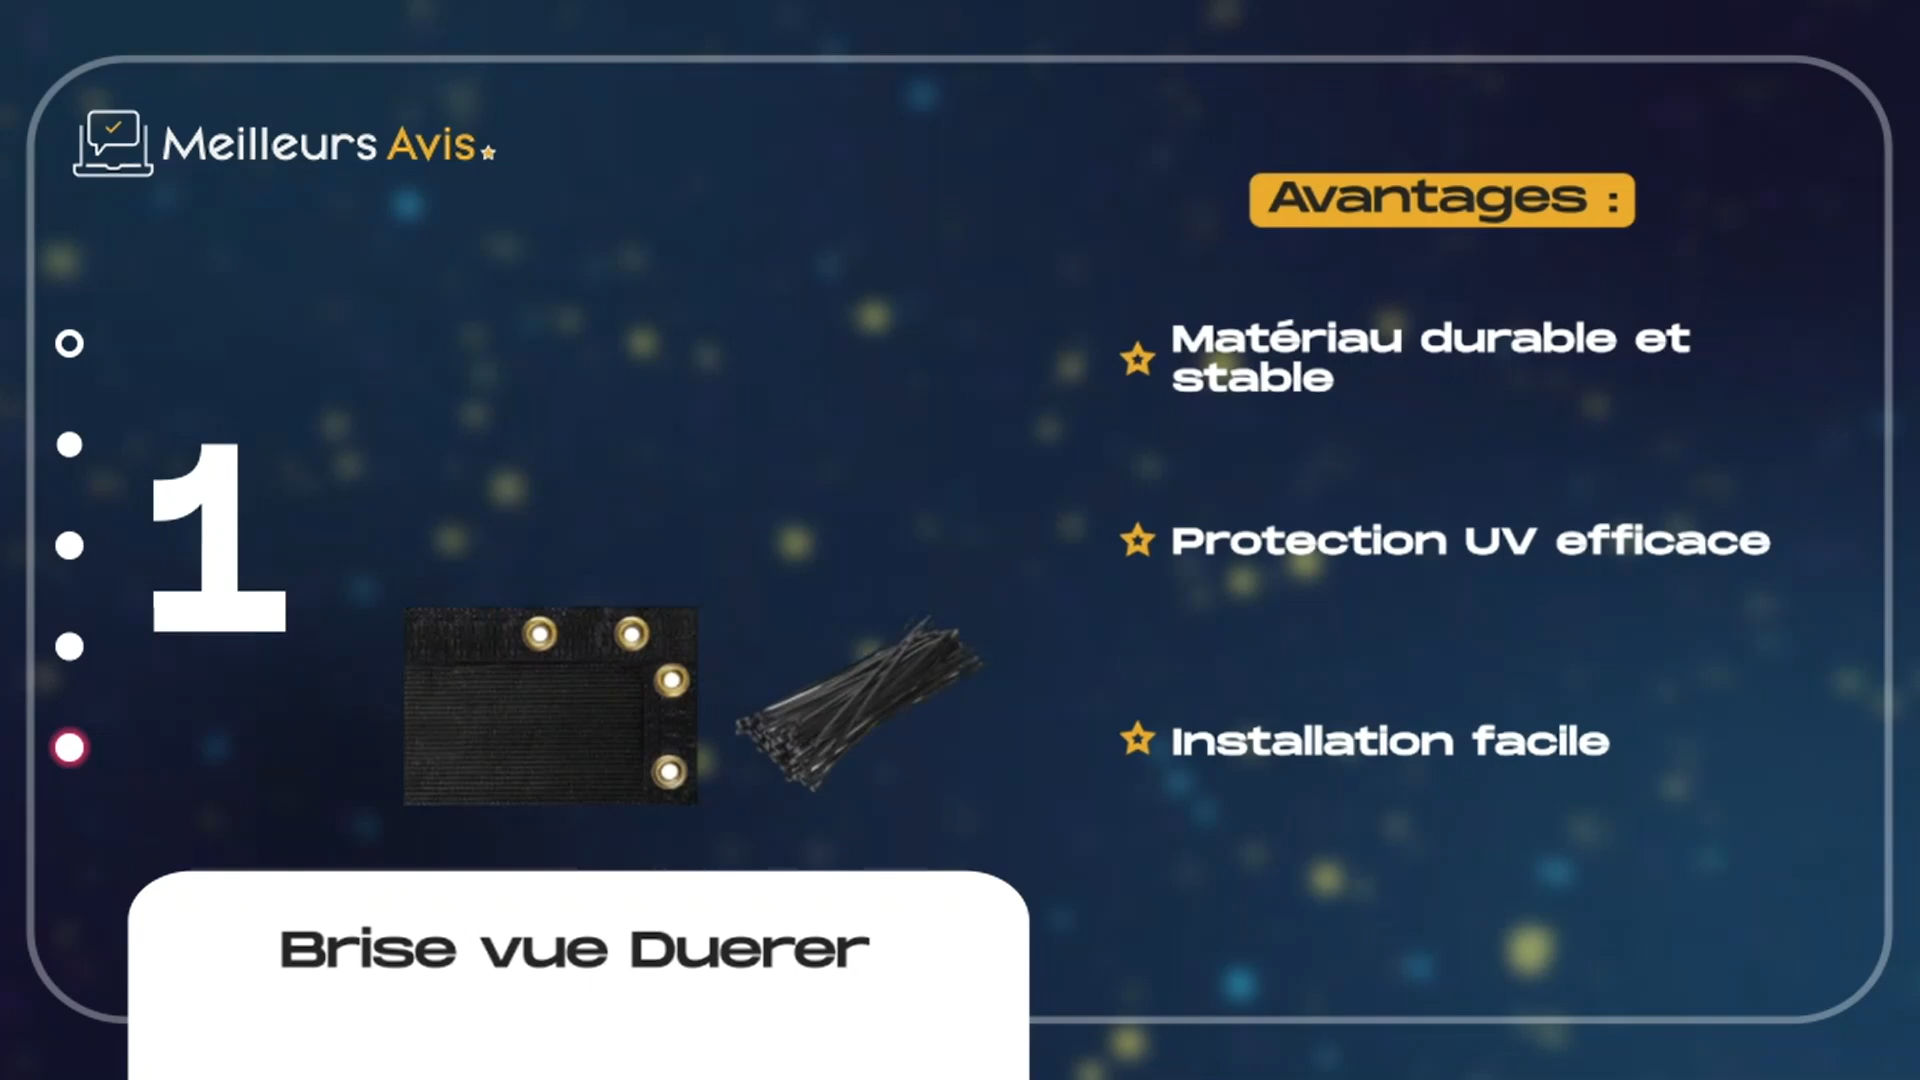 Meilleurs Avis
Avantages :
Matériau durable et
stable
1
Protection UV efficace
Installation facile
Brise vue Duerer